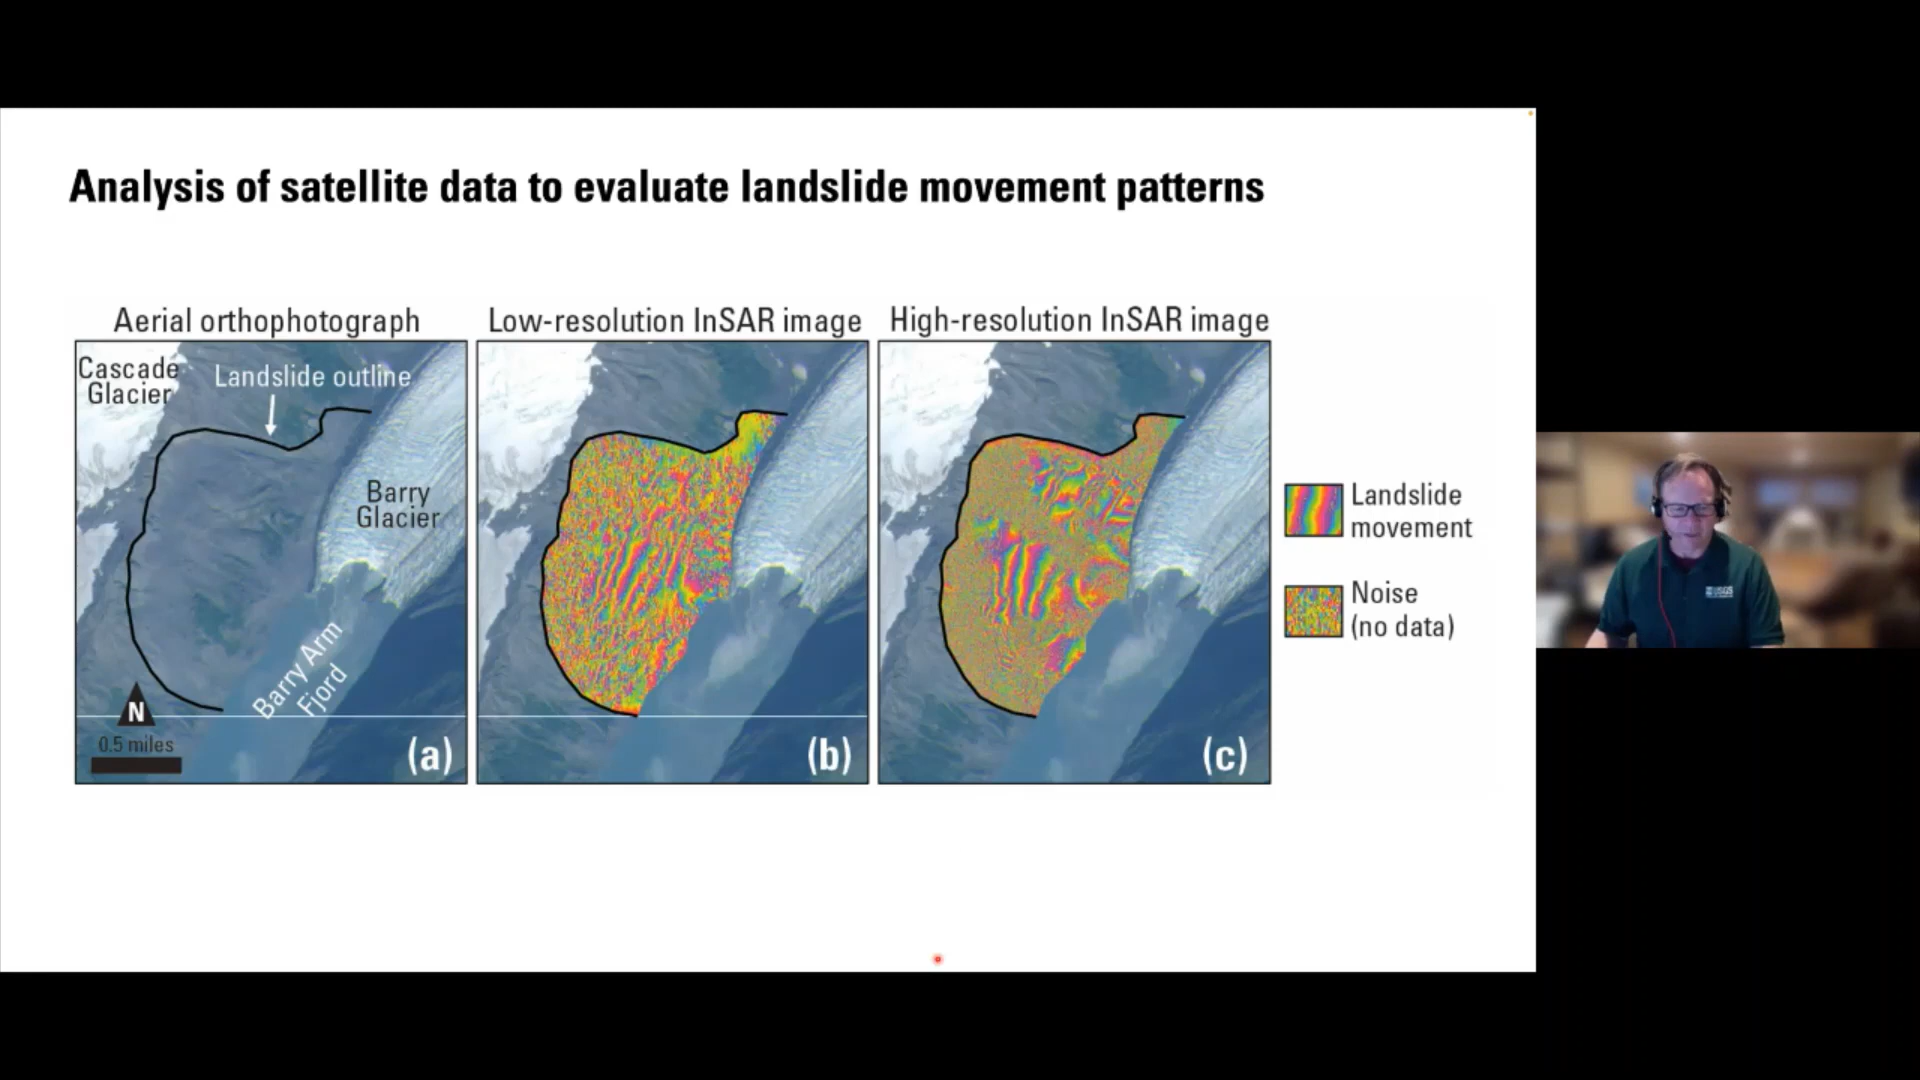 Analysis of satellite data to evaluate landslide movement patterns
Aerial orthophotograph
Low-resolution InSAR image
High-resolution InSAR image
Cascade
Glacier
Landslide outline
Barry
Glacier
Barry Arm
Fjord
N
0.5 miles
(a)
(b)
(c)
Landslide
movement
Noise
(no data)
USGS